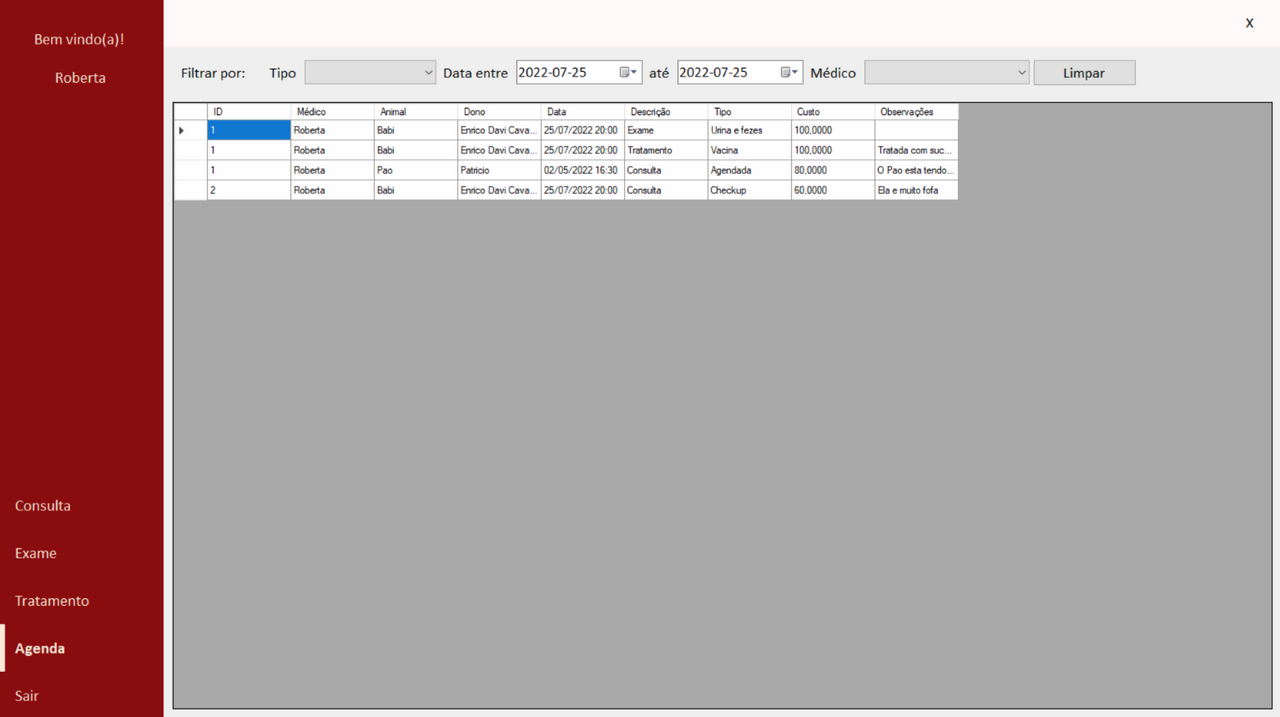 Bem vindo(a)!
Roberta
Consulta
Exame
Tratamento
Agenda
Sair
X
Filtrar por: Tipo Data entre 2022-07-25 até 2022-07-25 Médico Limpar
ID Médico Animal Dono Data Descrição Tipo Custo Observações
1 Roberta Babi Enrico Davi Cava... 25/07/2022 20:00 Exame Urina e fezes 100,0000
1 Roberta Babi Enrico Davi Cava... 25/07/2022 20:00 Tratamento Vacina 100,0000 Tratada com suc...
1 Roberta Pao Patricio 02/05/2022 16:30 Consulta Agendada 80,0000 O Pao esta tendo...
2 Roberta Babi Enrico Davi Cava... 25/07/2022 20:00 Consulta Checkup 60,0000 Ela e muito fofa